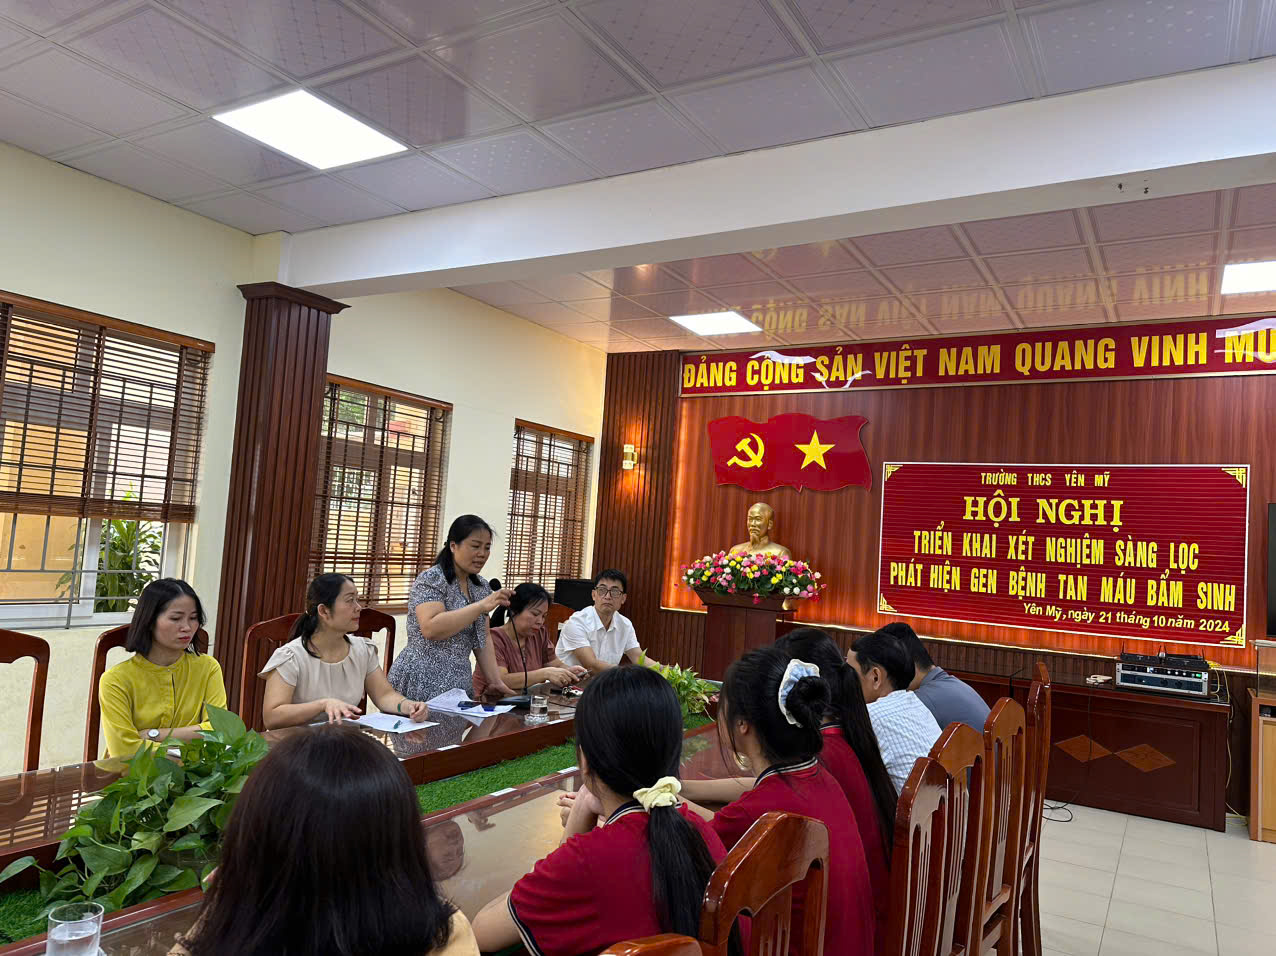 ĐẢNG CỘNG SẢN VIỆT NAM QUANG VINH MU
TRƯỜNG THCS YÊN MỸ
HỘI NGHỊ
TRIỂN KHAI XÉT NGHIỆM SÀNG LỌC
PHÁT HIỆN GEN BỆNH TAN MÁU BẨM SINH
Yên Mỹ, ngày 21 tháng 10 năm 2024